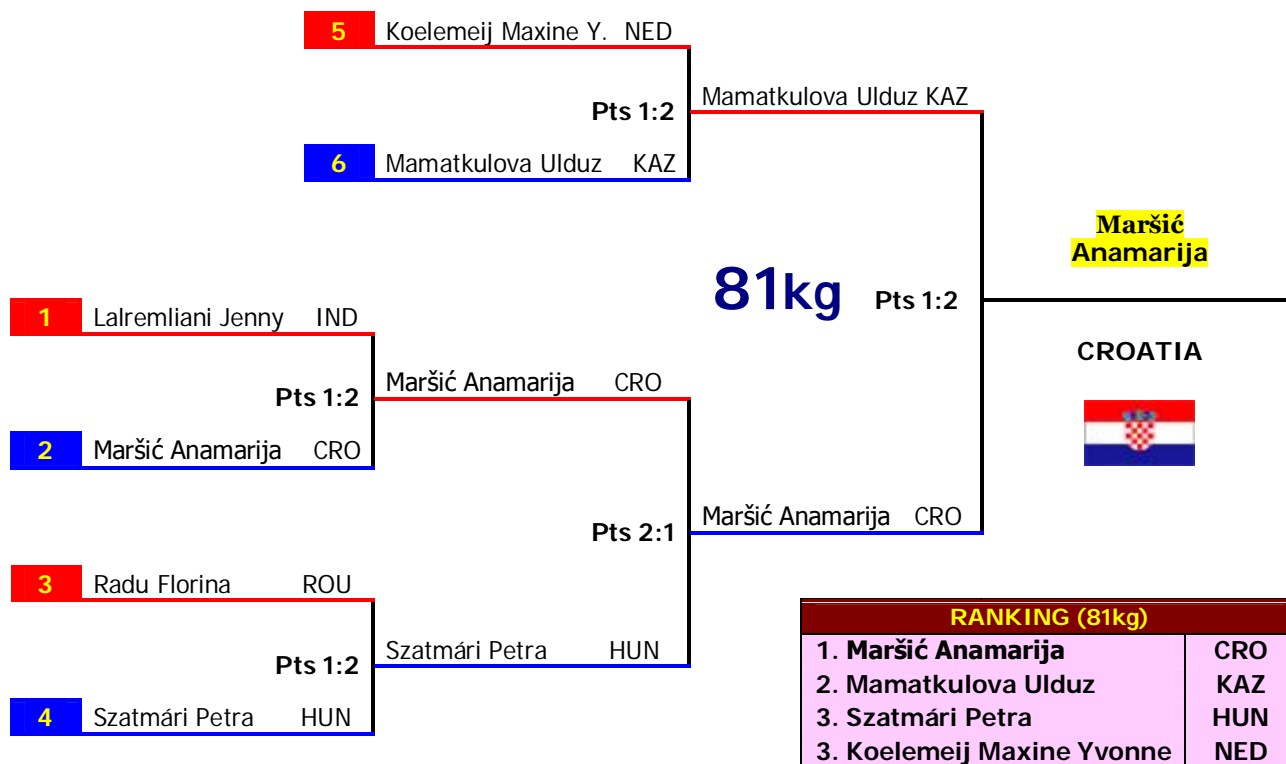 5 Koelemeij Maxine Y. NED
Pts 1:2
Mamatkulova Ulduz KAZ
6 Mamatkulova Ulduz KAZ
Maršić
Anamarija
81kg Pts 1:2
1 Lalremliani Jenny IND
CROATIA
Pts 1:2
Maršić Anamarija CRO
2 Maršić Anamarija CRO
Pts 2:1
Maršić Anamarija CRO
3 Radu Florina ROU
Pts 1:2
Szatmári Petra HUN
4 Szatmári Petra HUN
RANKING (81kg)
1. Maršić Anamarija CRO
2. Mamatkulova Ulduz KAZ
3. Szatmári Petra HUN
3. Koelemeij Maxine Yvonne NED